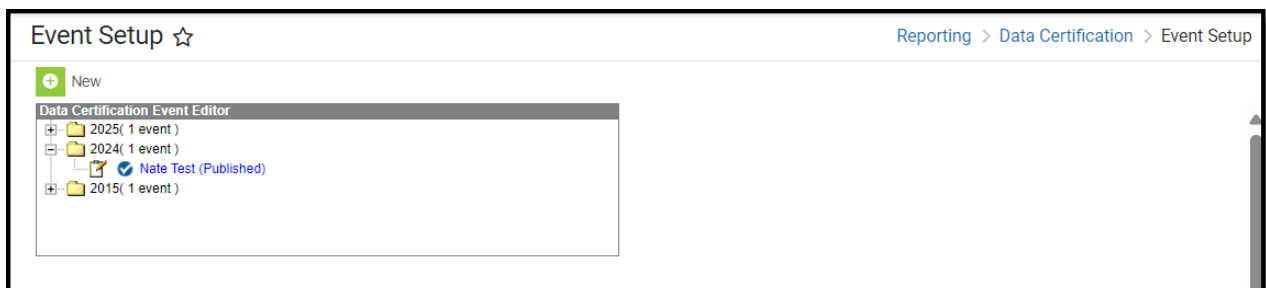 Event Setup
Reporting > Data Certification > Event Setup
New
Data Certification Event Editor
2025( 1 event )
2024( 1 event )
Nate Test (Published)
2015( 1 event )